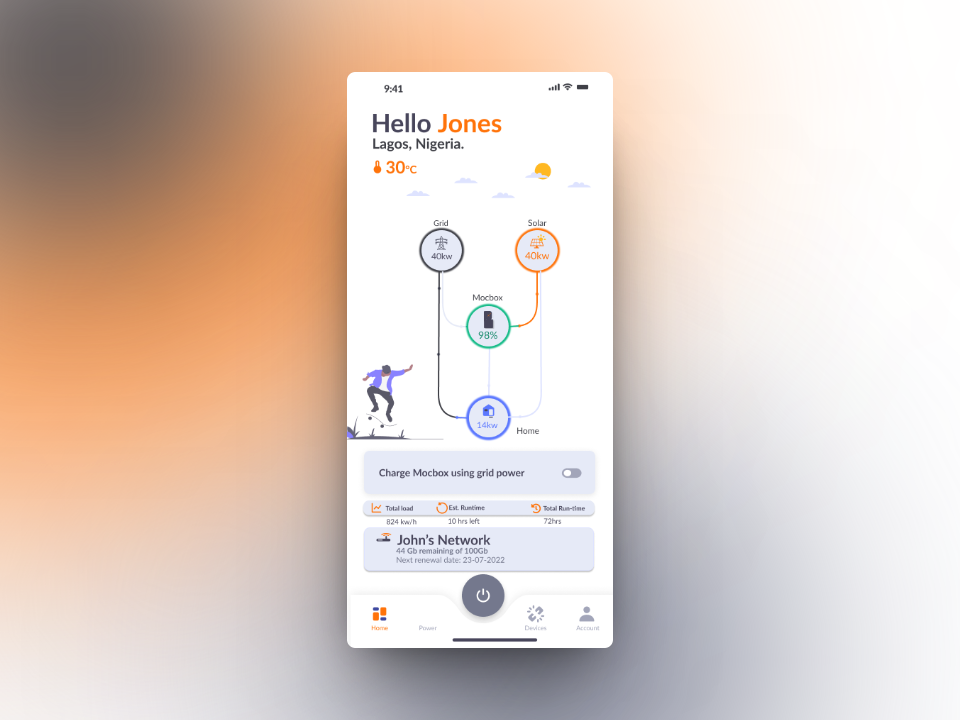 9:41
Hello Jones
Lagos, Nigeria.
30°C
Grid
Solar
40kw
40kw
Mocbox
98%
14kw
Home
Charge Mocbox using grid power
Total load
Est. Runtime
Total Run-time
824 kw/h
10 hrs left
72hrs
John's Network
44 Gb remaining of 100Gb
Next renewal date: 23-07-2022
Home
Power
Devices
Account